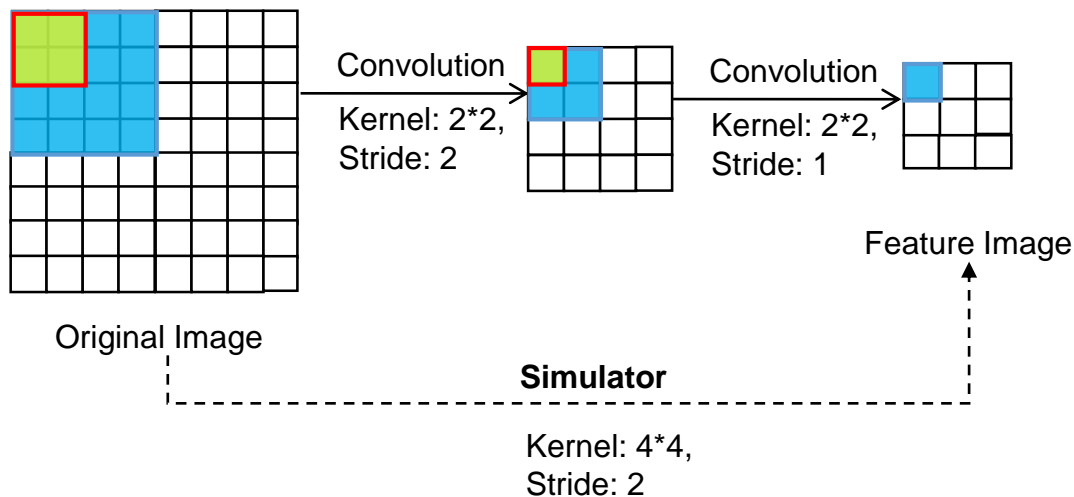 Convolution
Kernel: 2*2,
Stride: 2
Convolution
Kernel: 2*2,
Stride: 1
Feature Image
Original Image
Simulator
Kernel: 4*4,
Stride: 2